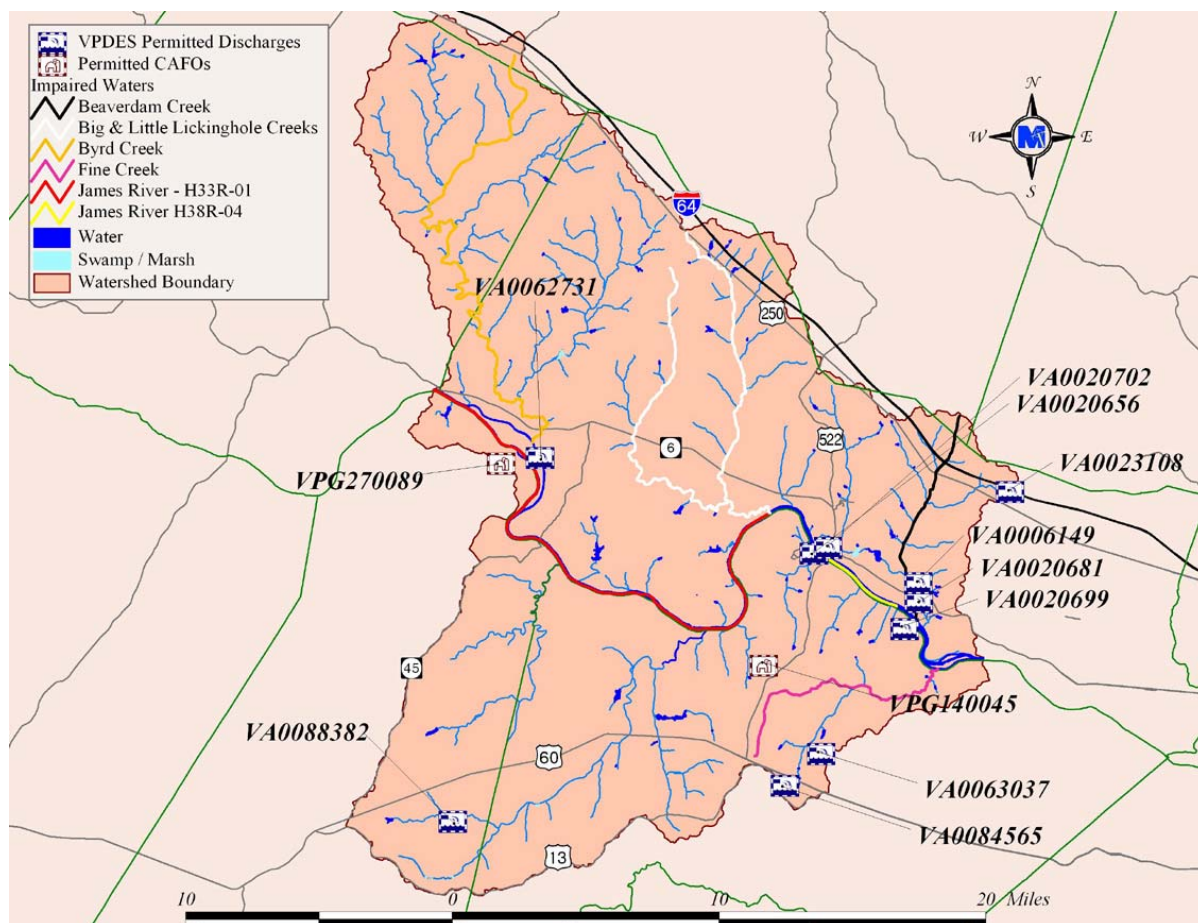 VPDES Permitted Discharges
Permitted CAFOs
Impaired Waters
Beaverdam Creek
Big & Little Lickinghole Creeks
Byrd Creek
Fine Creek
James River - H33R-01
James River H38R-04
Water
Swamp / Marsh
Watershed Boundary
N
W
M
E
S
64
VA0062731
250
VA0020702
VA0020656
522
6
VPG270089
VA0023108
VA0006149
VA0020681
VA0020699
45
VPG140045
VA0088382
60
VA0063037
VA0084565
13
10
0
10
20 Miles